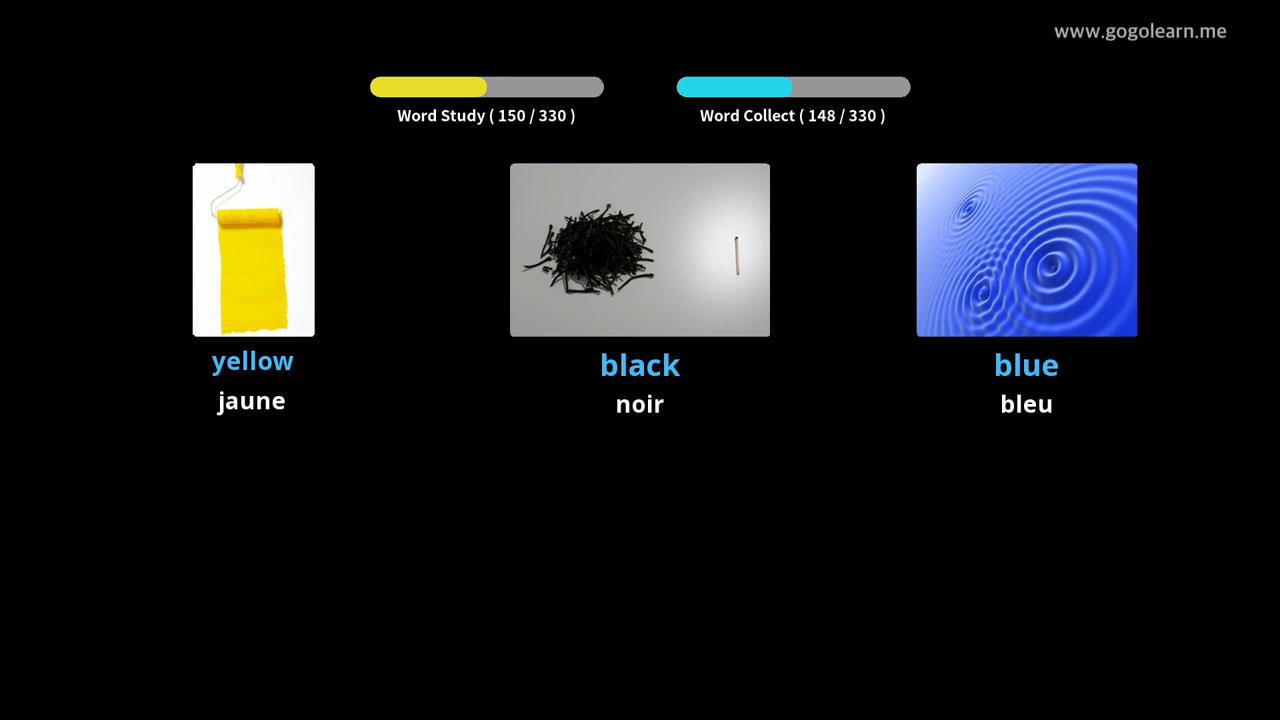 www.gogolearn.me
Word Study ( 150 / 330 )
Word Collect ( 148 / 330 )
yellow
jaune
black
noir
blue
bleu